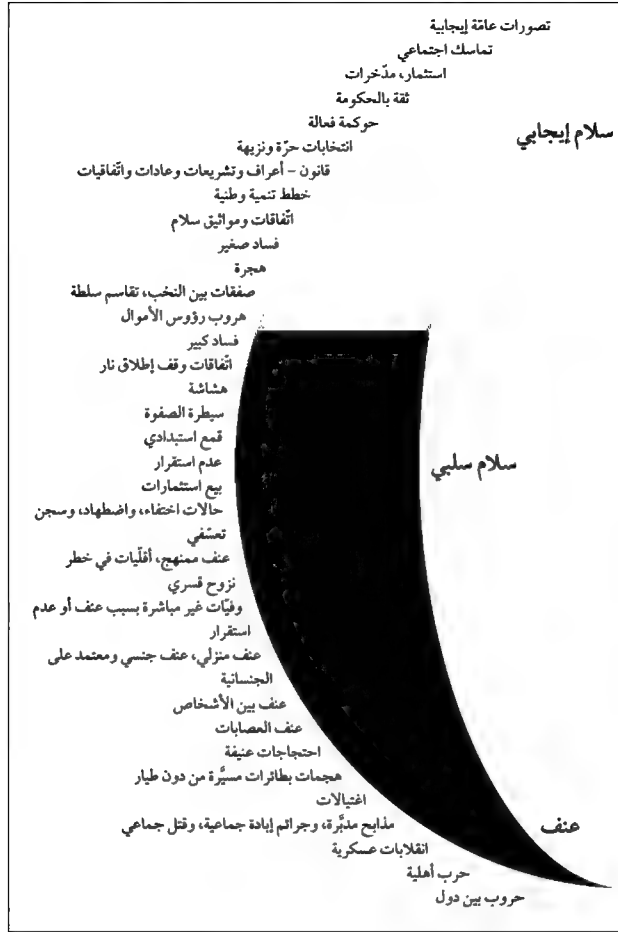 تصورات عامّة إيجابية
تماسك اجتماعي
استثمار، مدّخرات
ثقة بالحكومة
حوكمة فعالة
سلام إيجابي
انتخابات حرّة ونزيهة
قانون – أعراف وتشريعات وعادات واتّفاقيات
خطط تنمية وطنية
اتّفاقات ومواثيق سلام
فساد صغير
هجرة
صفقات بين النخب، تقاسم سلطة
هروب رؤوس الأموال
فساد كبير
اتّفاقات وقف إطلاق نار
هشاشة
سيطرة الصفوة
قمع استبدادي
عدم استقرار
سلام سلبي
بيع استثمارات
حالات اختفاء، واضطهاد، وسجن
تعسّفي
عنف ممنهج، أقلّيات في خطر
نزوح قسري
وفيّات غير مباشرة بسبب عنف أو عدم
استقرار
عنف منزلي، عنف جنسي ومعتمد على
الجنسانية
عنف بين الأشخاص
عنف العصابات
احتجاجات عنيفة
هجمات بطائرات مسيَّرة من دون طيار
اغتيالات
مذابح مدبَّرة، وجرائم إبادة جماعية، وقتل جماعي
عنف
انقلابات عسكرية
حرب أهلية
حروب بين دول